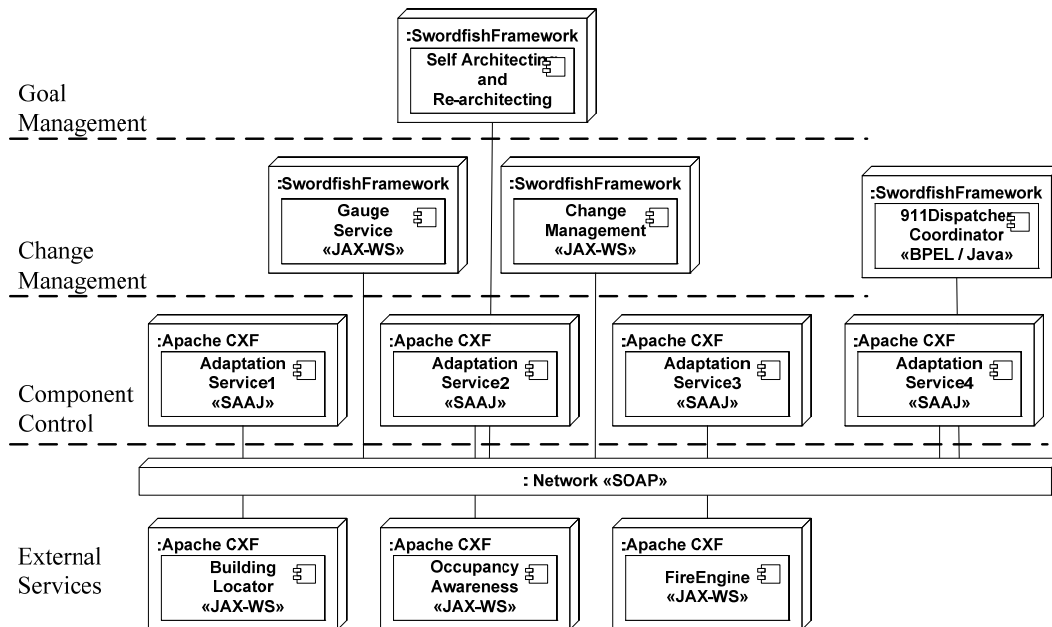 :SwordfishFramework
Self Architecting
and
Re-architecting
Goal
Management
:SwordfishFramework
Gauge
Service
«JAX-WS»
:SwordfishFramework
Change
Management
«JAX-WS»
:SwordfishFramework
911Dispatcher
Coordinator
«BPEL / Java»
Change
Management
:Apache CXF
Adaptation
Service1
«SAAJ»
:Apache CXF
Adaptation
Service2
«SAAJ»
:Apache CXF
Adaptation
Service3
«SAAJ»
:Apache CXF
Adaptation
Service4
«SAAJ»
Component
Control
: Network «SOAP»
External
Services
:Apache CXF
Building
Locator
«JAX-WS»
:Apache CXF
Occupancy
Awareness
«JAX-WS»
:Apache CXF
FireEngine
«JAX-WS»